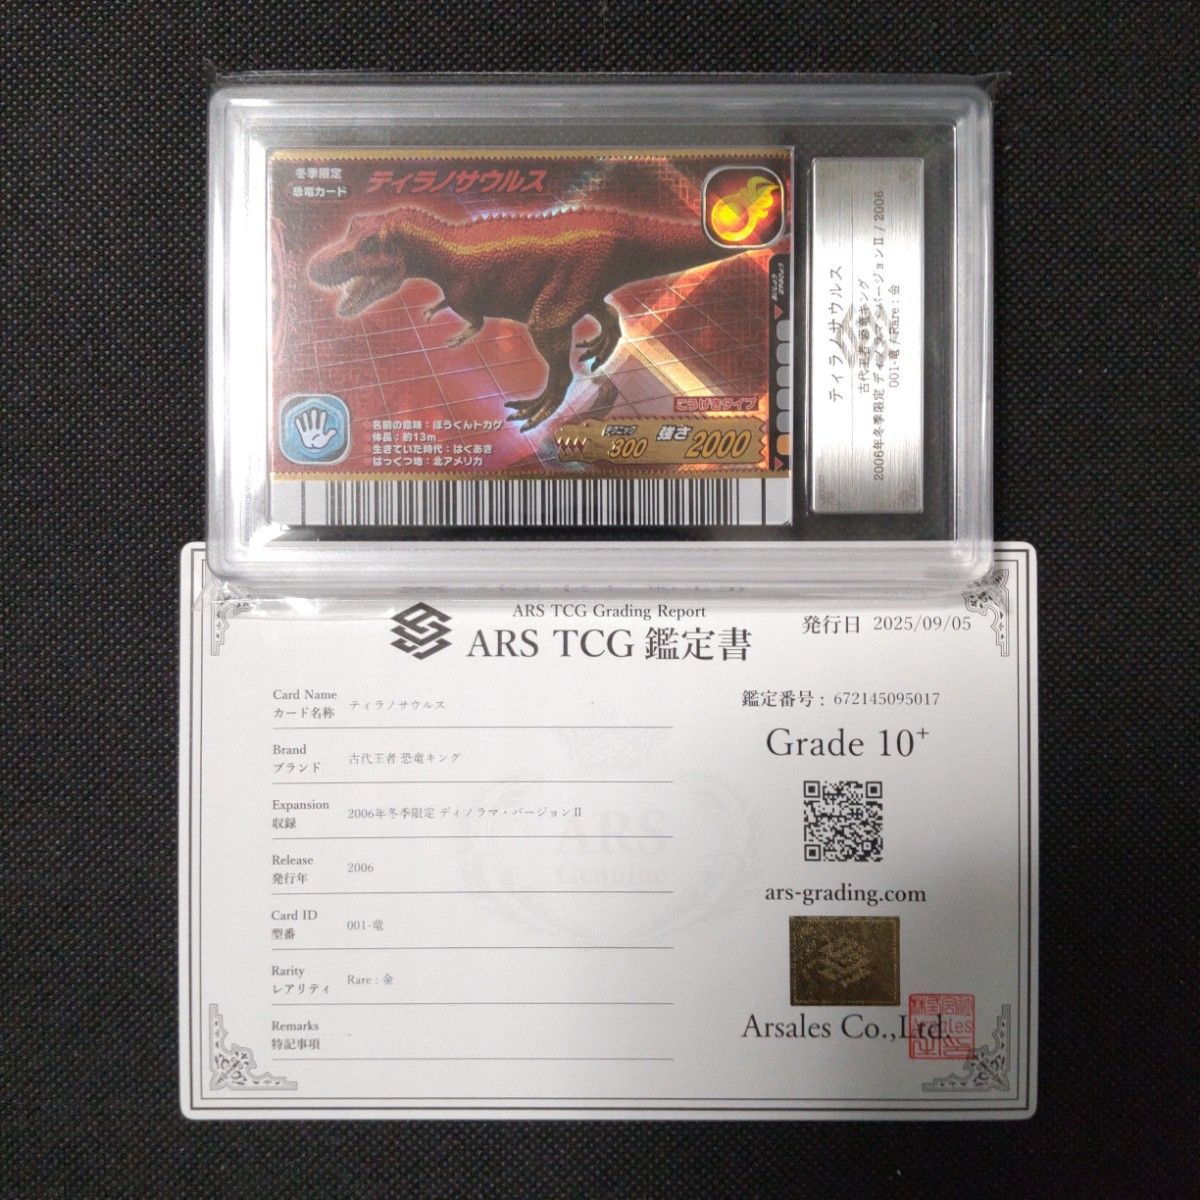 冬季限定
恐竜カード
ティラノサウルス
こうげきタイプ
名前の意味：ぼうくんトカゲ
体長：約13m
生きていた時代：はくあき
はっくつ地：北アメリカ
テクニック
800
強さ
2000
ティラノサウルス
古代王者 恐竜キング
2006年冬季限定 ディノラマ・バージョンⅡ / 2006
001-竜 / Rare : 金
ARS TCG Grading Report
ARS TCG 鑑定書
発行日 2025/09/05
Card Name
カード名称
ティラノサウルス
Brand
ブランド
古代王者 恐竜キング
Expansion
収録
2006年冬季限定 ディノラマ・バージョンⅡ
Release
発行年
2006
Card ID
型番
001-竜
Rarity
レアリティ
Rare : 金
Remarks
特記事項
-
鑑定番号 : 672145095017
Grade 10+
ars-grading.com
Arsales Co.,Ltd.
ARS
Genuine